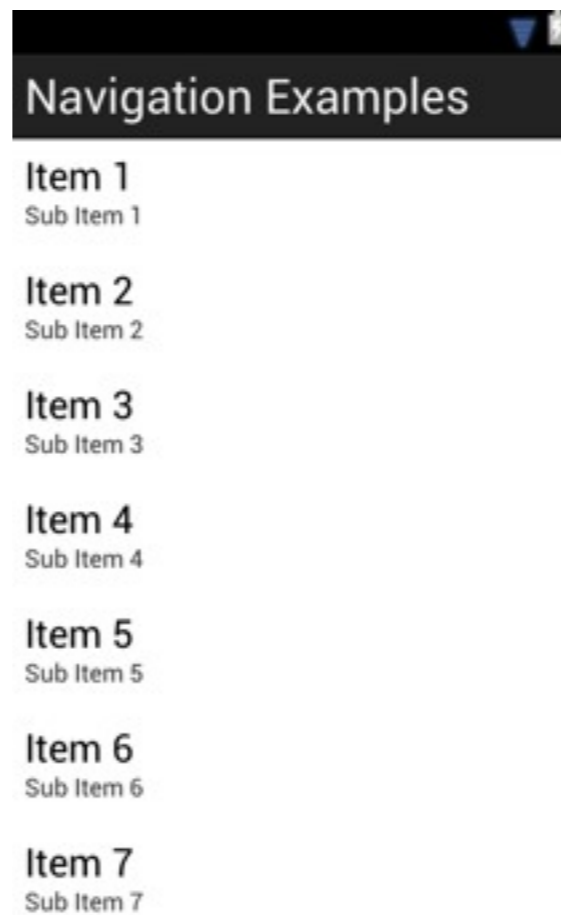 Navigation Examples
Item 1
Sub Item 1
Item 2
Sub Item 2
Item 3
Sub Item 3
Item 4
Sub Item 4
Item 5
Sub Item 5
Item 6
Sub Item 6
Item 7
Sub Item 7